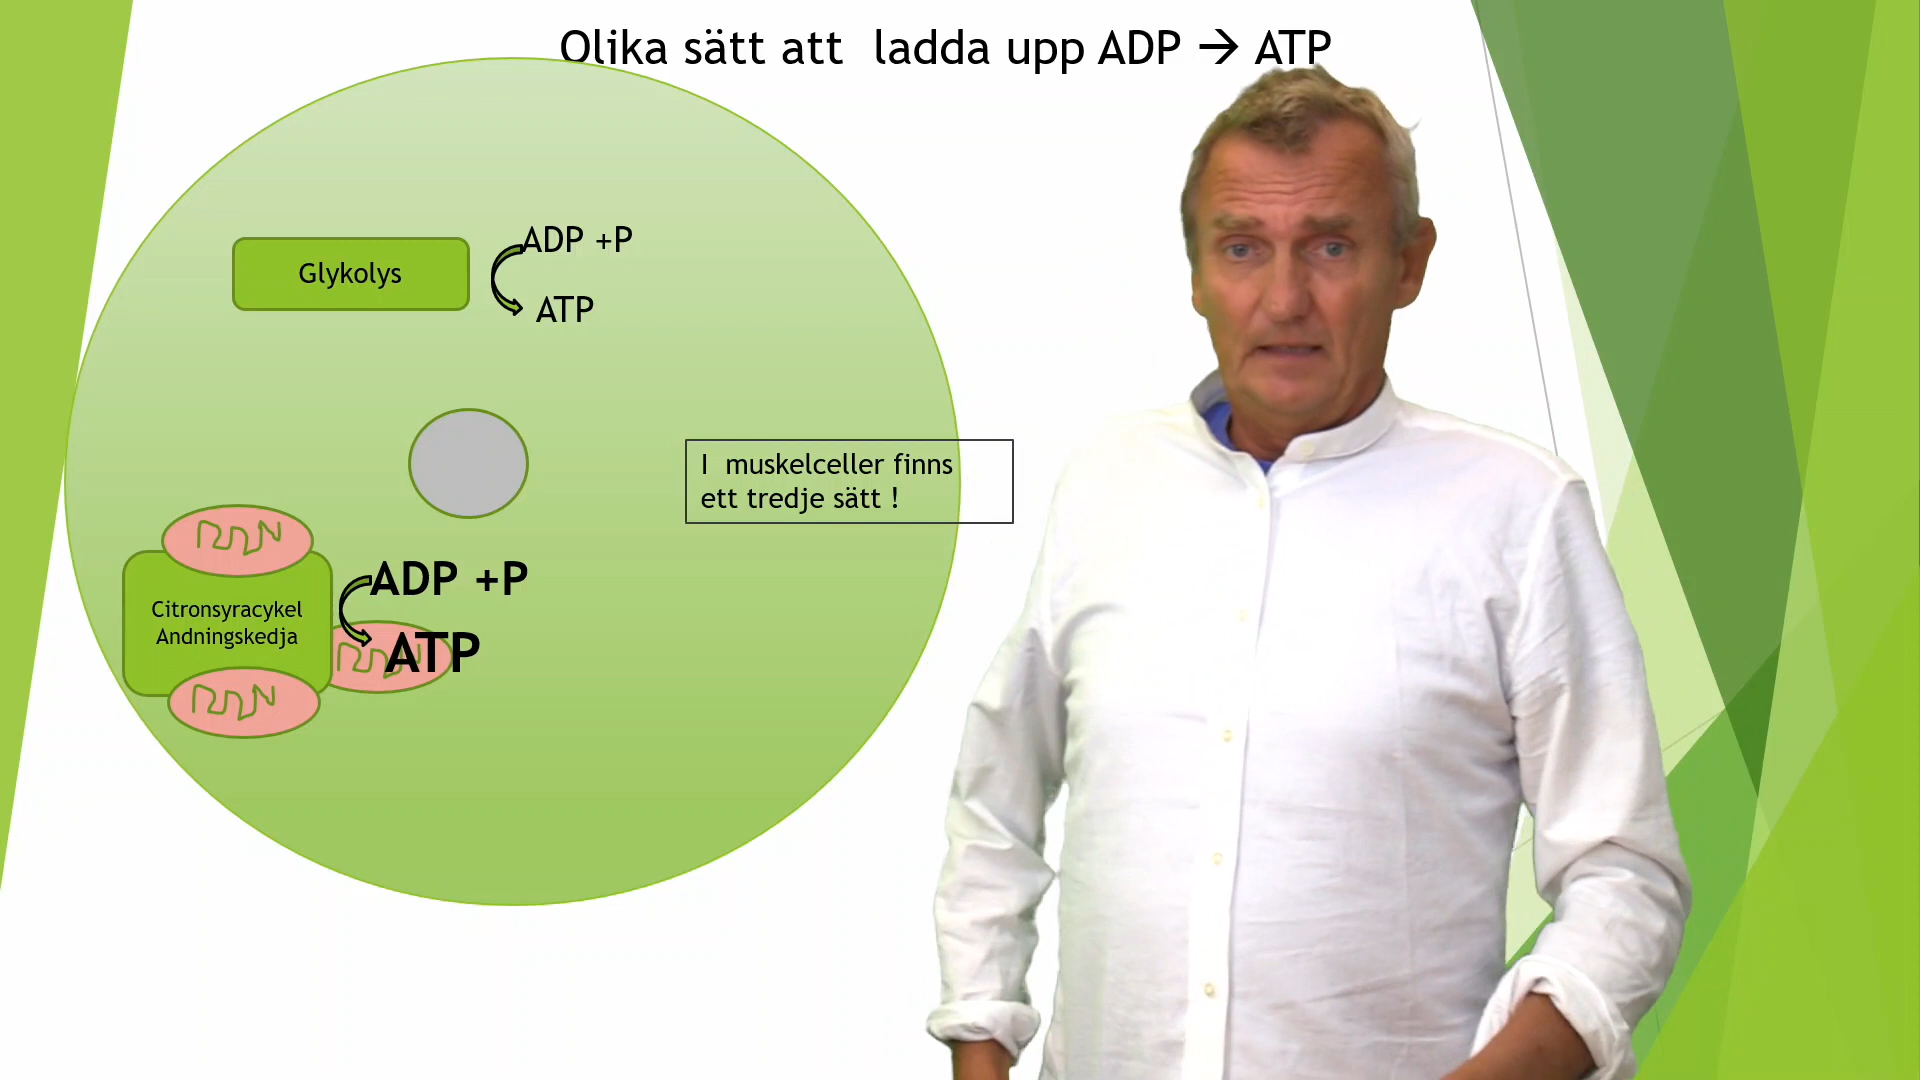 Olika sätt att  ladda upp ADP → ATP
ADP +P
Glykolys
ATP
I  muskelceller finns
ett tredje sätt !
ADP +P
Citronsyracykel
Andningskedja
ATP